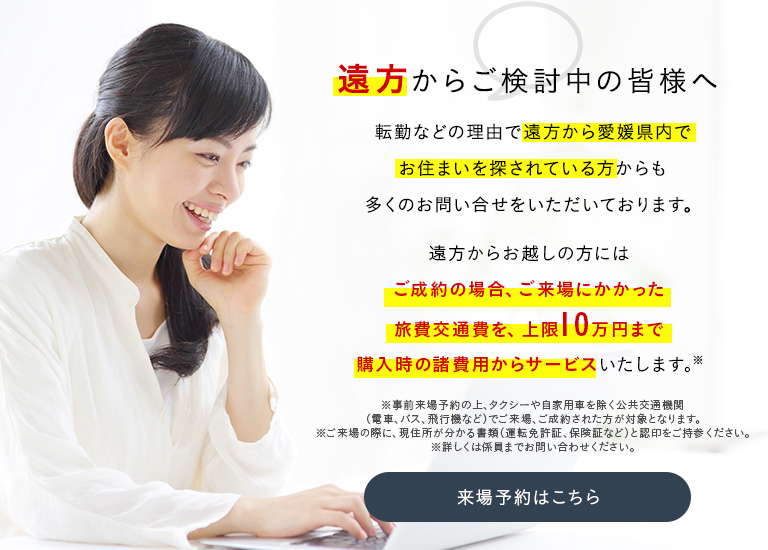 遠方からご検討中の皆様へ
転勤などの理由で遠方から愛媛県内で
お住まいを探されている方からも
多くのお問い合せをいただいております。
遠方からお越しの方には
ご成約の場合、ご来場にかかった
旅費交通費を、上限10万円まで
購入時の諸費用からサービスいたします。※
※事前来場予約の上、タクシーや自家用車を除く公共交通機関
（電車、バス、飛行機など）でご来場、ご成約された方が対象となります。
※ご来場の際に、現住所が分かる書類（運転免許証、保険証など）と認印をご持参ください。
※詳しくは係員までお問い合わせください。
来場予約はこちら